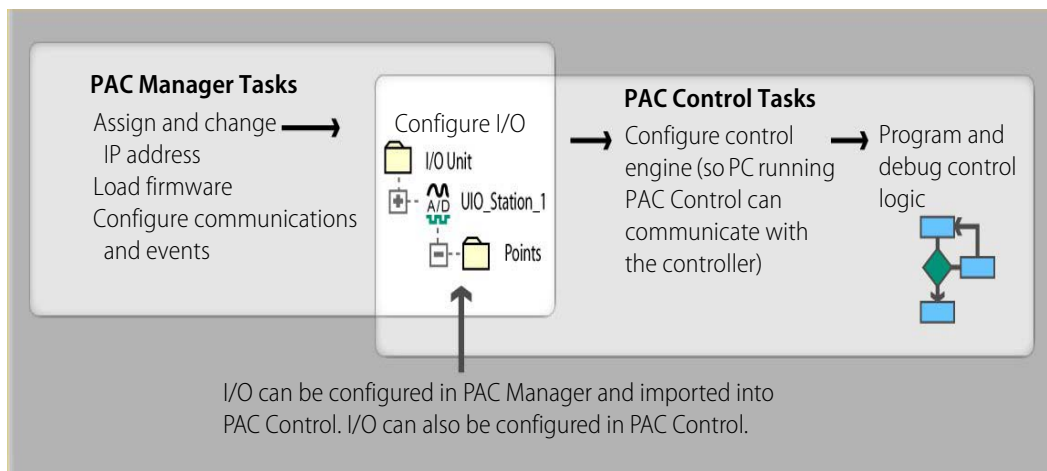 PAC Manager Tasks
Assign and change
IP address
Load firmware
Configure communications
and events
Configure I/O
I/O Unit
A/D
UIO_Station_1
Points
PAC Control Tasks
Configure control
engine (so PC running
PAC Control can
communicate with
the controller)
Program and
debug control
logic
I/O can be configured in PAC Manager and imported into
PAC Control. I/O can also be configured in PAC Control.